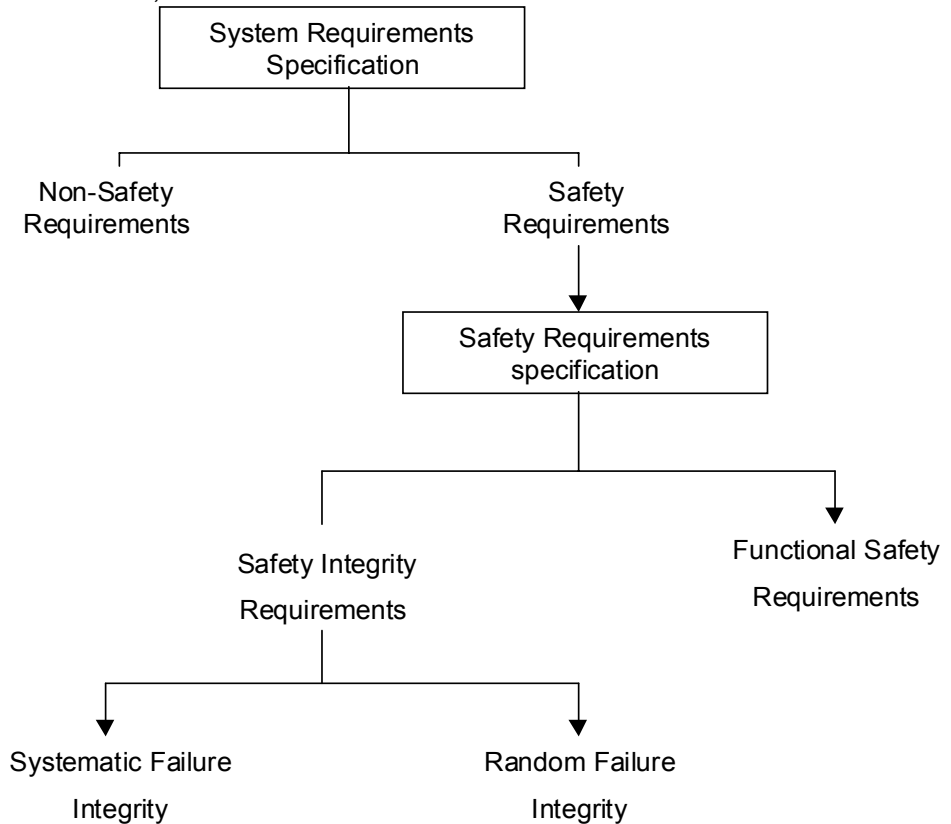 System Requirements
Specification
Non-Safety
Requirements
Safety
Requirements
Safety Requirements
specification
Safety Integrity
Requirements
Functional Safety
Requirements
Systematic Failure
Integrity
Random Failure
Integrity